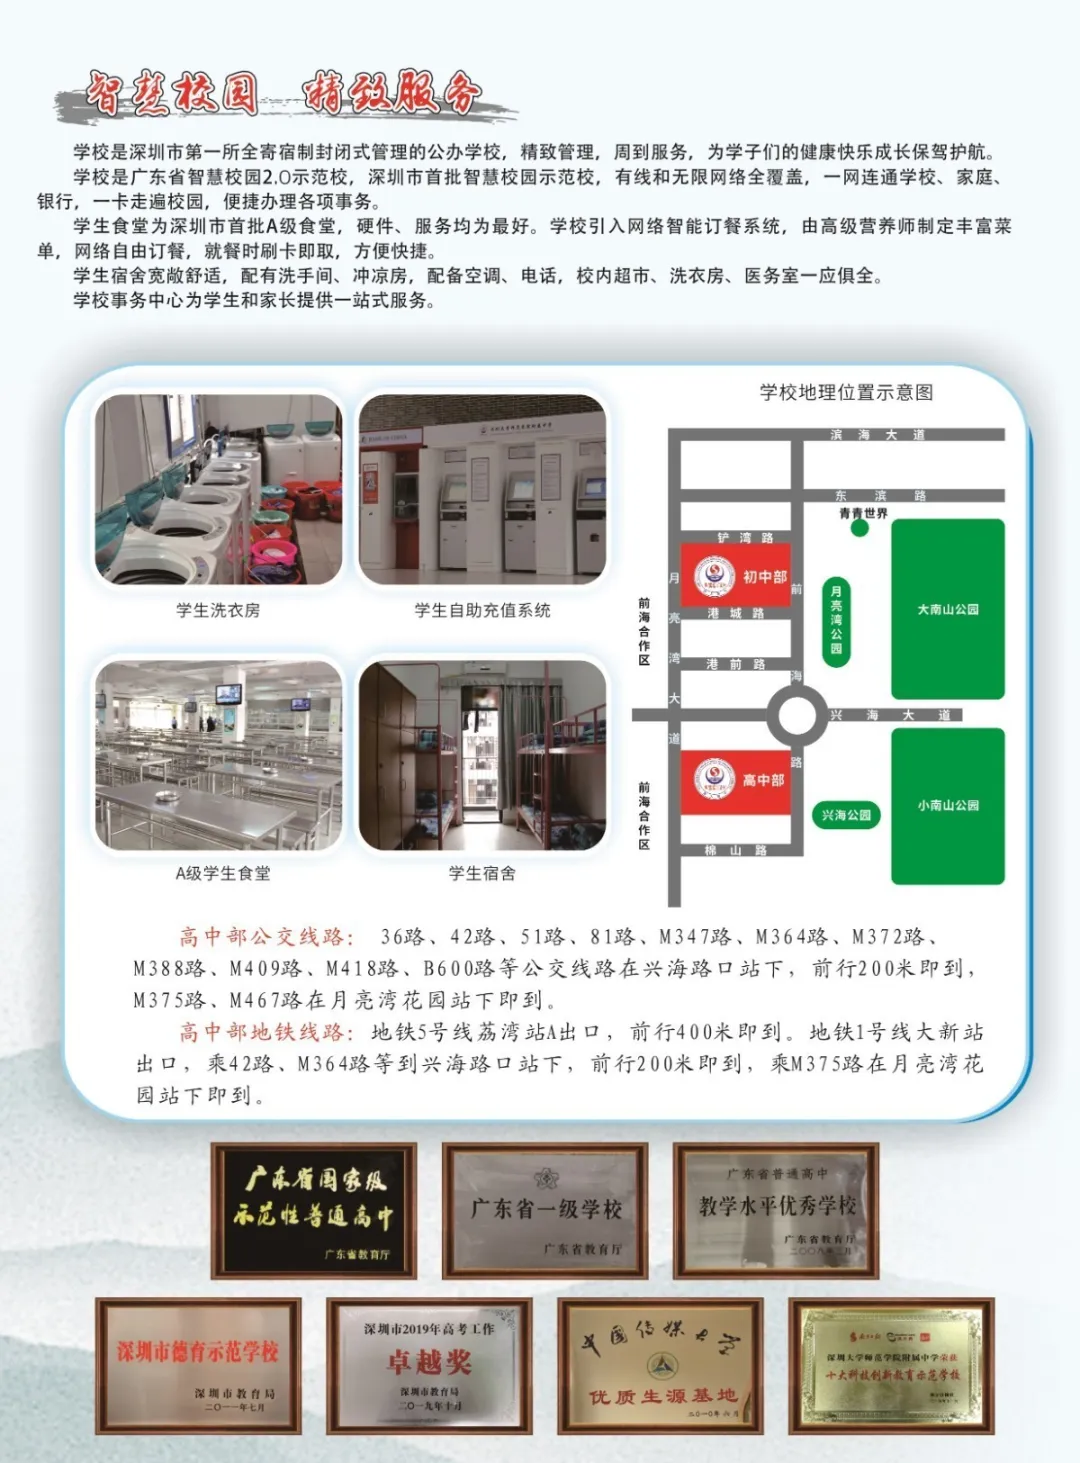 智慧校园 精致服务
学校是深圳市第一所全寄宿制封闭式管理的公办学校，精致管理，周到服务，为学子们的健康快乐成长保驾护航。
学校是广东省智慧校园2.0示范校，深圳市首批智慧校园示范校，有线和无限网络全覆盖，一网连通学校、家庭、
银行，一卡走遍校园，便捷办理各项事务。
学生食堂为深圳市首批A级食堂，硬件、服务均为最好。学校引入网络智能订餐系统，由高级营养师制定丰富菜
单，网络自由订餐，就餐时刷卡即取，方便快捷。
学生宿舍宽敞舒适，配有洗手间、冲凉房，配备空调、电话，校内超市、洗衣房、医务室一应俱全。
学校事务中心为学生和家长提供一站式服务。
学生洗衣房
学生自助充值系统
A级学生食堂
学生宿舍
学校地理位置示意图
滨海大道
东滨路
青青世界
铲湾路
初中部
月亮湾大道
前海路
港城路
前海合作区
月亮湾公园
大南山公园
港前路
兴海大道
高中部
前海合作区
兴海公园
小南山公园
棉山路
高中部公交线路： 36路、42路、51路、81路、M347路、M364路、M372路、
M388路、M409路、M418路、B600路等公交线路在兴海路口站下，前行200米即到，
M375路、M467路在月亮湾花园站下即到。
高中部地铁线路：地铁5号线荔湾站A出口，前行400米即到。地铁1号线大新站
出口，乘42路、M364路等到兴海路口站下，前行200米即到，乘M375路在月亮湾花
园站下即到。
广东省国家级
示范性普通高中
广东省教育厅
广东省一级学校
广东省教育厅
广东省普通高中
教学水平优秀学校
广东省教育厅
二〇〇九年三月
深圳市德育示范学校
深圳市教育局
二〇一一年七月
深圳市2019年高考工作
卓越奖
深圳市教育局
二〇一九年十月
中国传媒大学
优质生源基地
二〇一〇年六月
深圳大学师范学院附属中学荣获
十大科技创新教育示范学校